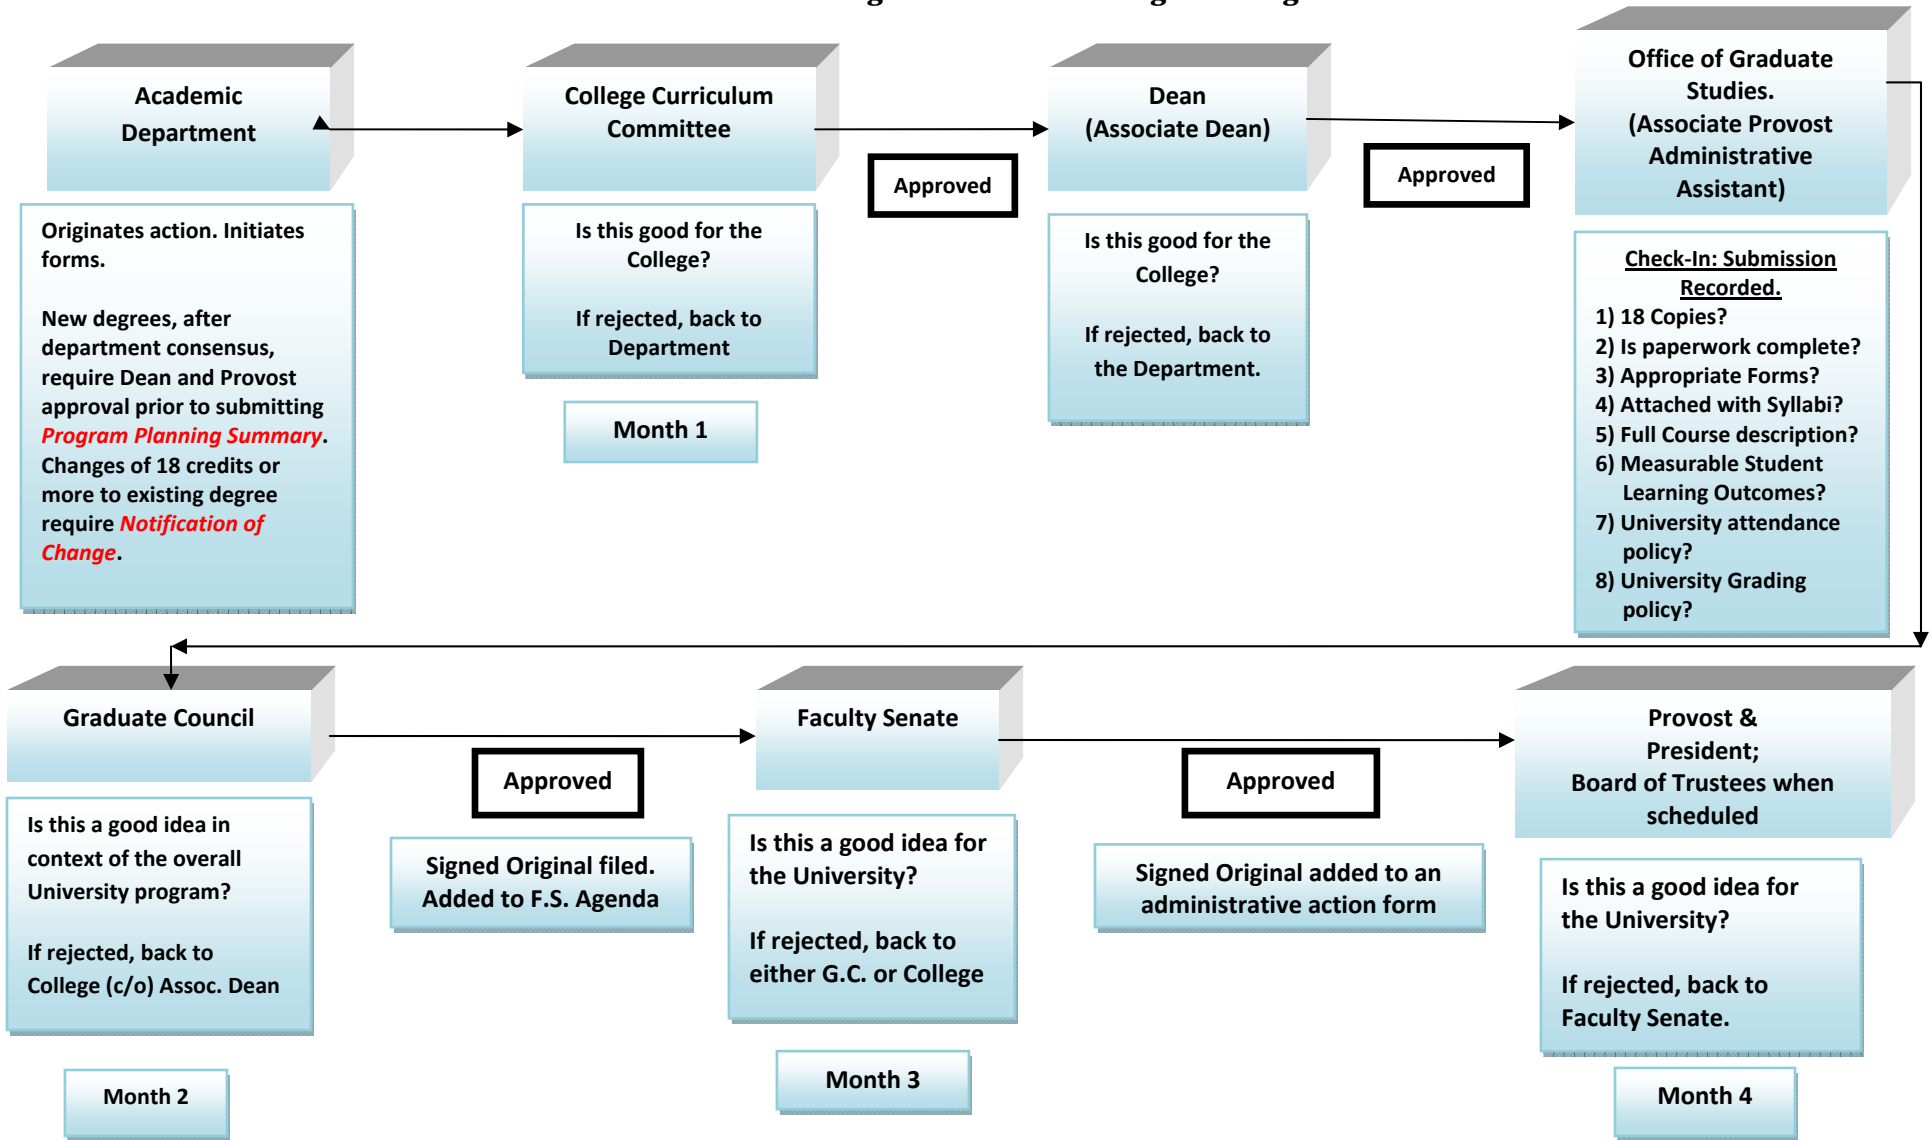 Academic
Department
College Curriculum
Committee
Dean
(Associate Dean)
Office of Graduate
Studies.
(Associate Provost
Administrative
Assistant)
Approved
Approved
Originates action. Initiates
forms.
New degrees, after
department consensus,
require Dean and Provost
approval prior to submitting
Program Planning Summary.
Changes of 18 credits or
more to existing degree
require Notification of
Change.
Is this good for the
College?
If rejected, back to
Department
Month 1
Is this good for the
College?
If rejected, back to
the Department.
Check-In: Submission
Recorded.
1) 18 Copies?
2) Is paperwork complete?
3) Appropriate Forms?
4) Attached with Syllabi?
5) Full Course description?
6) Measurable Student
Learning Outcomes?
7) University attendance
policy?
8) University Grading
policy?
Graduate Council
Faculty Senate
Provost &
President;
Board of Trustees when
scheduled
Approved
Approved
Is this a good idea in
context of the overall
University program?
If rejected, back to
College (c/o) Assoc. Dean
Month 2
Signed Original filed.
Added to F.S. Agenda
Is this a good idea for
the University?
If rejected, back to
either G.C. or College
Month 3
Signed Original added to an
administrative action form
Is this a good idea for
the University?
If rejected, back to
Faculty Senate.
Month 4